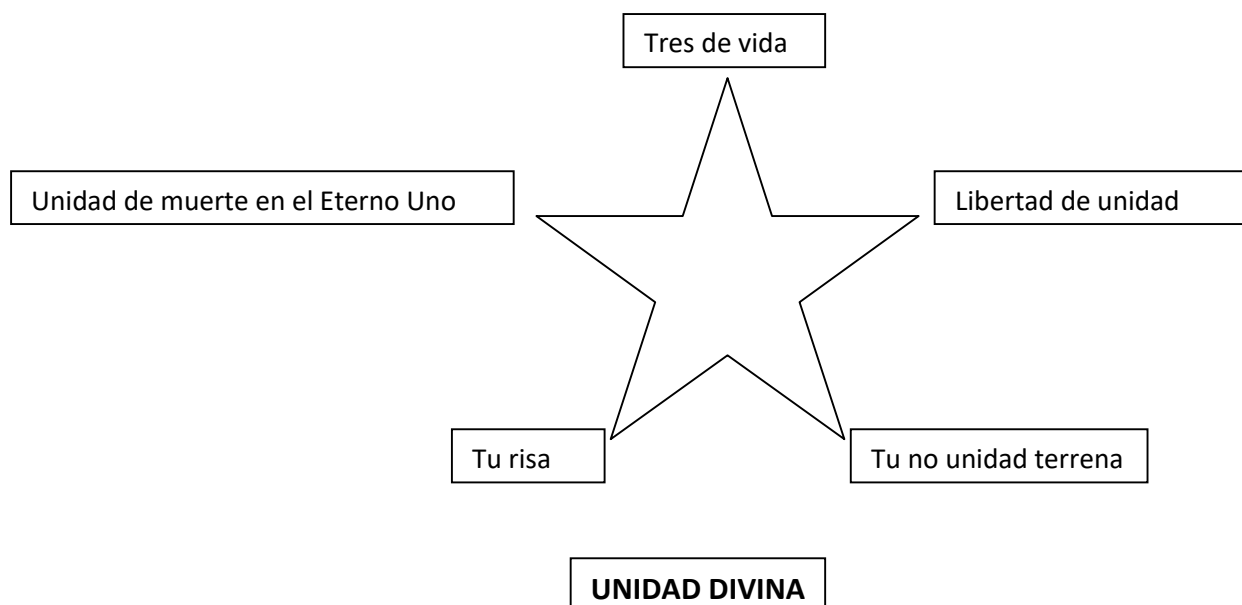 Tres de vida
Unidad de muerte en el Eterno Uno
Libertad de unidad
Tu risa
Tu no unidad terrena
UNIDAD DIVINA